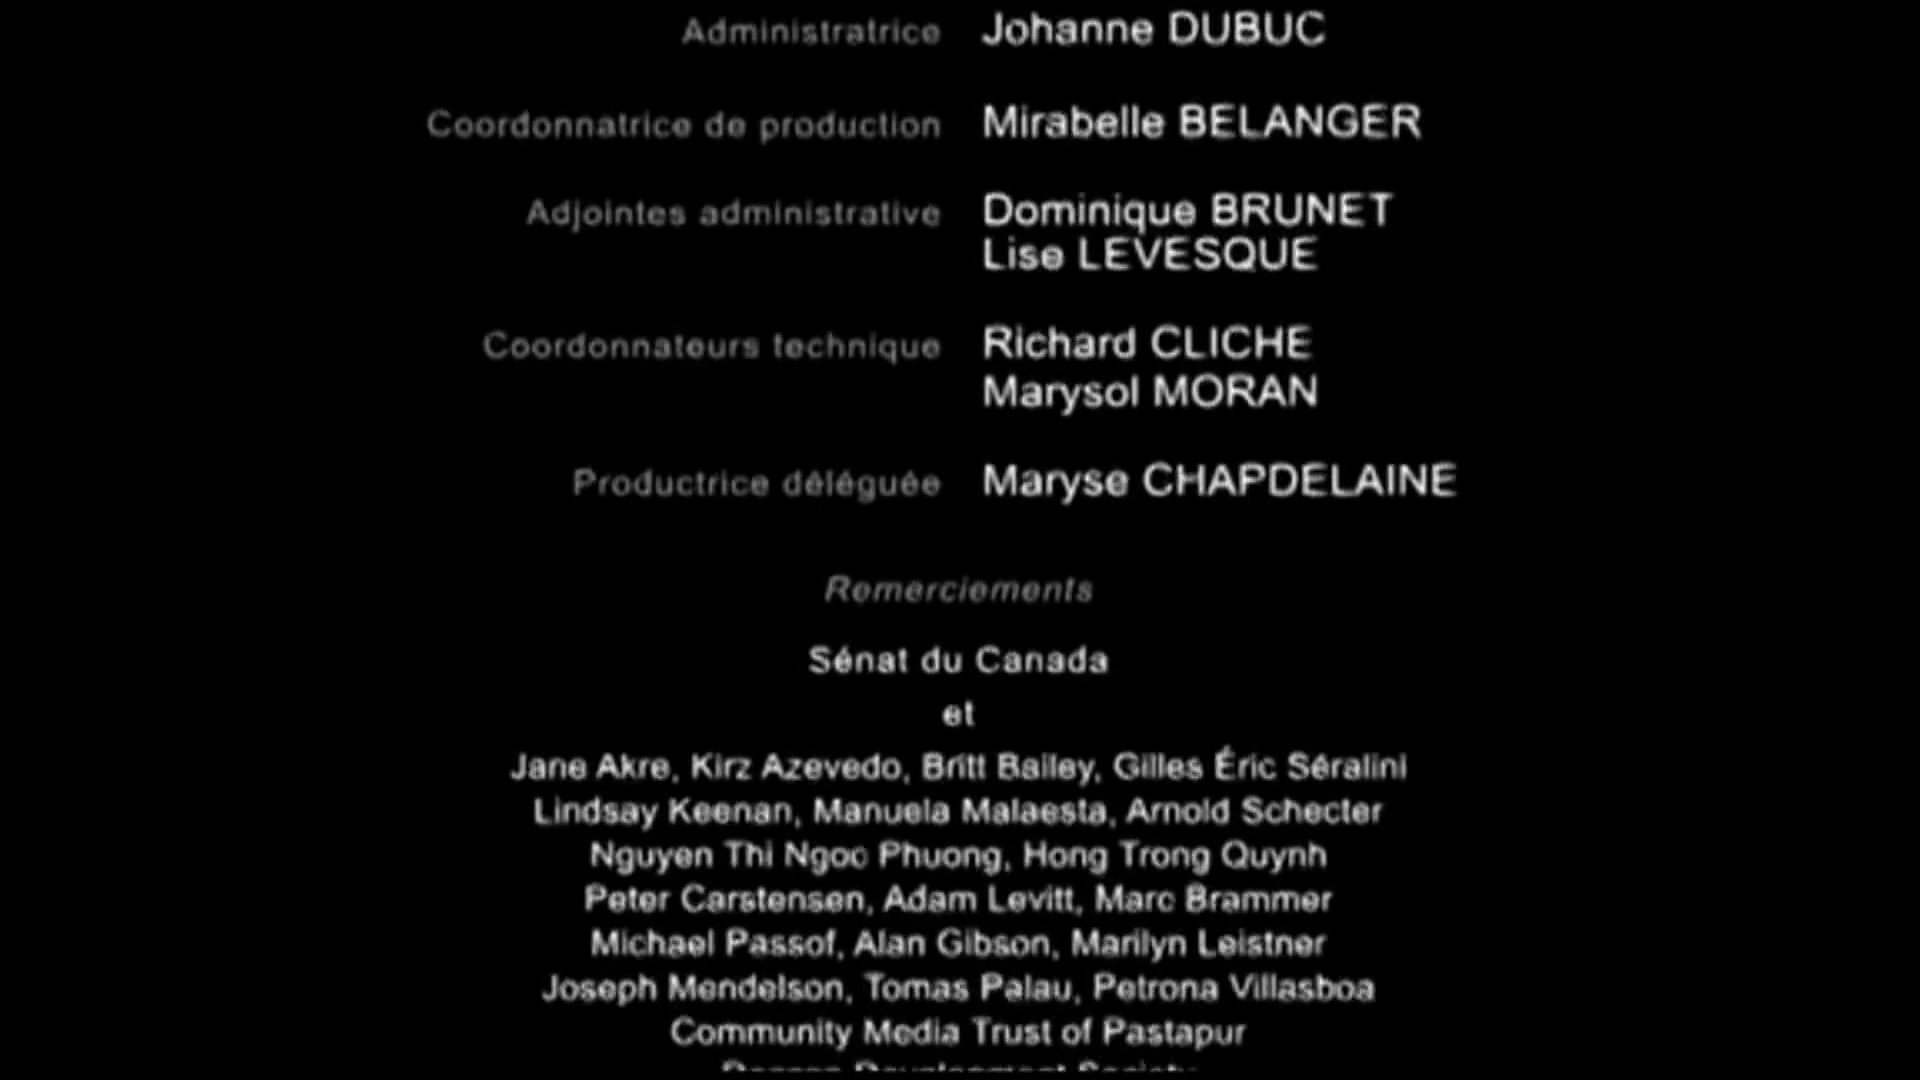 Administratrice Johanne DUBUC
Coordonnatrice de production Mirabelle BELANGER
Adjointes administrative Dominique BRUNET
Lise LEVESQUE
Coordonnateurs technique Richard CLICHE
Marysol MORAN
Productrice déléguée Maryse CHAPDELAINE
Remerciements
Sénat du Canada
et
Jane Akre, Kirz Azevedo, Britt Bailey, Gilles Éric Séralini
Lindsay Keenan, Manuela Malaesta, Arnold Schecter
Nguyen Thi Ngoc Phuong, Hong Trong Quynh
Peter Carstensen, Adam Levitt, Marc Brammer
Michael Passof, Alan Gibson, Marilyn Leistner
Joseph Mendelson, Tomas Palau, Petrona Villasboa
Community Media Trust of Pastapur
Development Society